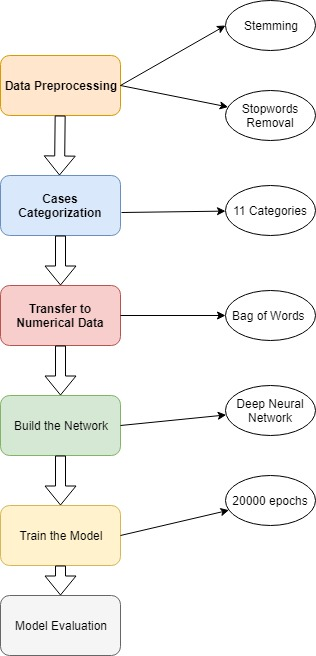 Stemming
Data Preprocessing
Stopwords
Removal
Cases
Categorization
11 Categories
Transfer to
Numerical Data
Bag of Words
Build the Network
Deep Neural
Network
20000 epochs
Train the Model
Model Evaluation